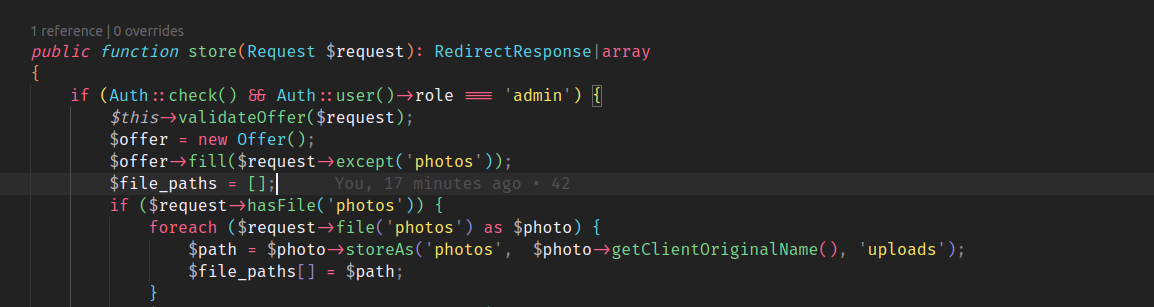 1 reference | 0 overrides
public function store(Request $request): RedirectResponse|array
{
if (Auth::check() && Auth::user()->role === 'admin') {
$this->validateOffer($request);
$offer = new Offer();
$offer->fill($request->except('photos'));
$file_paths = []; You, 17 minutes ago • 42
if ($request->hasFile('photos')) {
foreach ($request->file('photos') as $photo) {
$path = $photo->storeAs('photos', $photo->getClientOriginalName(), 'uploads');
$file_paths[] = $path;
}